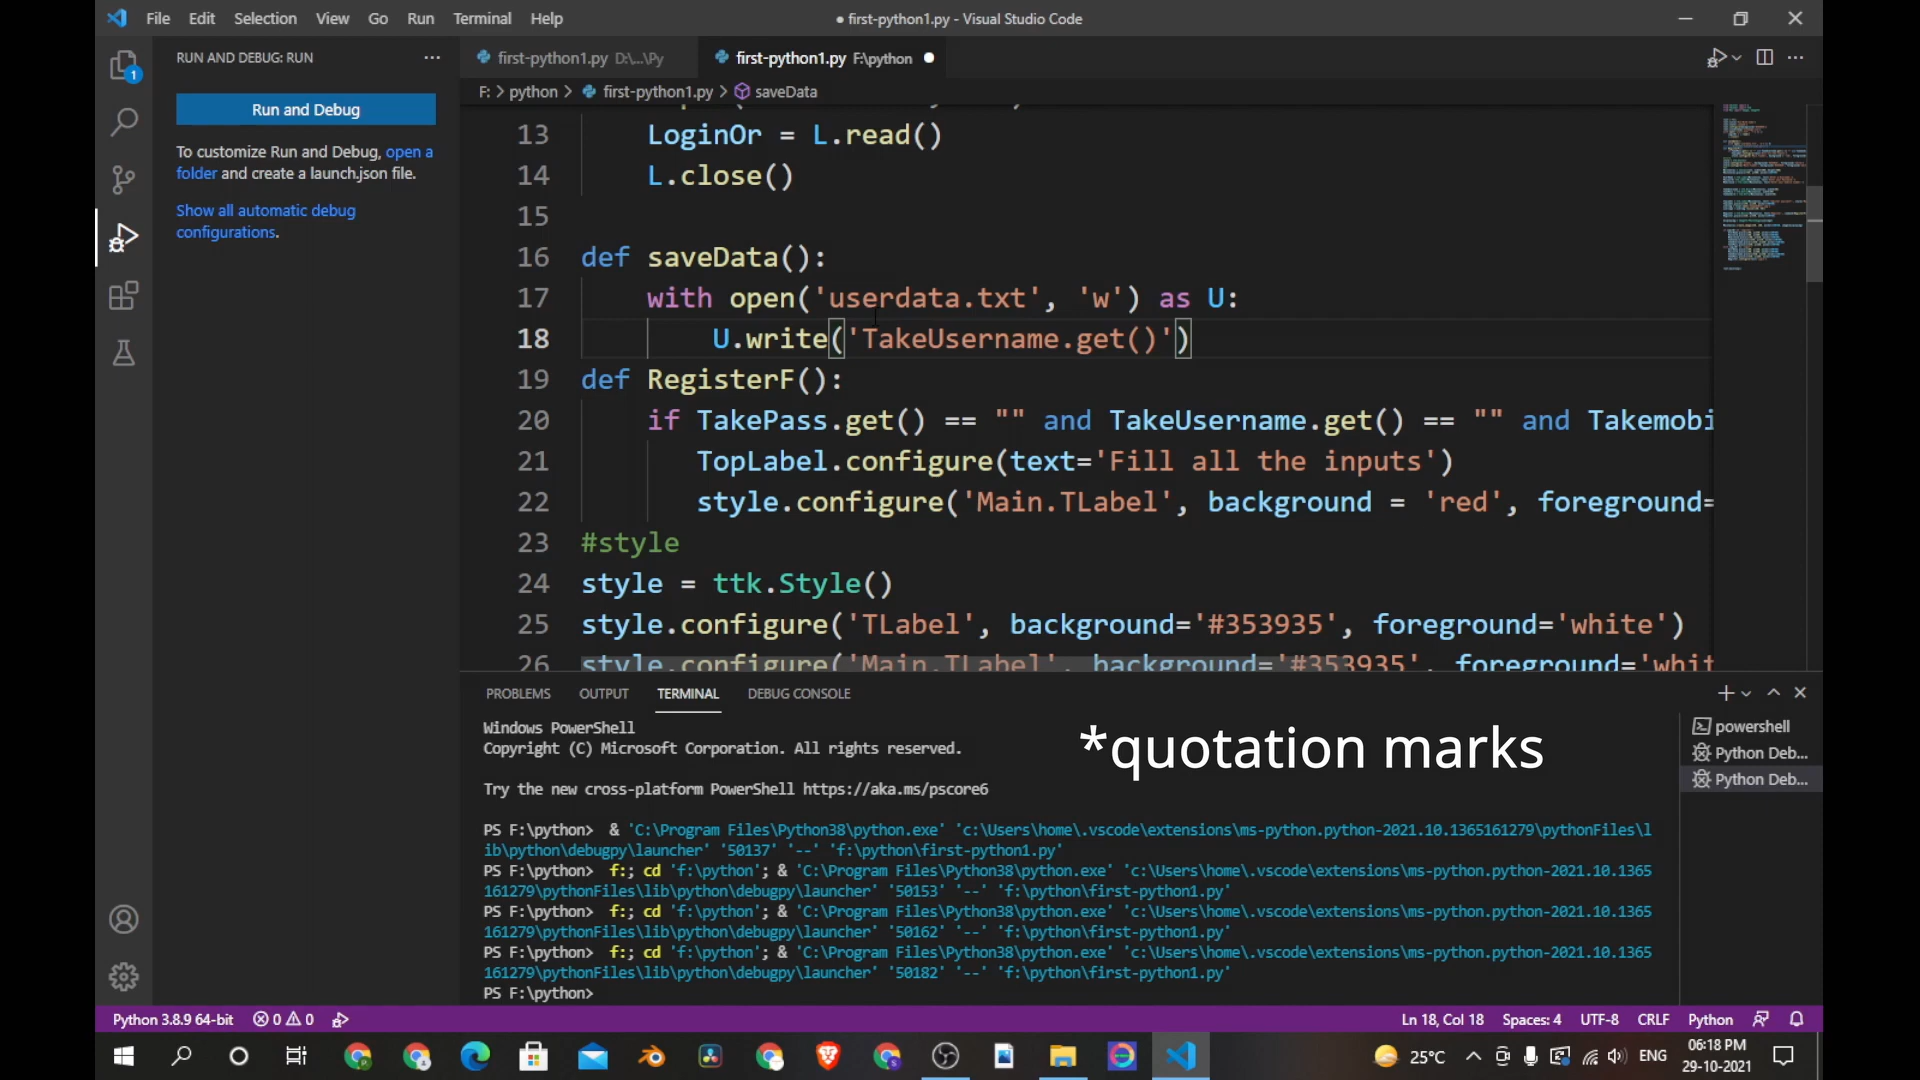 File Edit Selection View Go Run Terminal Help
● first-python1.py - Visual Studio Code
RUN AND DEBUG: RUN
Run and Debug
To customize Run and Debug, open a
folder and create a launch.json file.
Show all automatic debug
configurations.
1
first-python1.py D:\...\Py
first-python1.py F:\python
F: > python > first-python1.py > saveData
13 LoginOr = L.read()
14 L.close()
15
16 def saveData():
17 with open('userdata.txt', 'w') as U:
18 U.write('TakeUsername.get()')
19 def RegisterF():
20 if TakePass.get() == "" and TakeUsername.get() == "" and Takemobi
21 TopLabel.configure(text='Fill all the inputs')
22 style.configure('Main.TLabel', background = 'red', foreground=
23 #style
24 style = ttk.Style()
25 style.configure('TLabel', background='#353935', foreground='white')
26 style.configure('Main.TLabel', background='#353935', foreground='whit
PROBLEMS OUTPUT TERMINAL DEBUG CONSOLE
Windows PowerShell
Copyright (C) Microsoft Corporation. All rights reserved.
Try the new cross-platform PowerShell https://aka.ms/pscore6
PS F:\python> & 'C:\Program Files\Python38\python.exe' 'c:\Users\home\.vscode\extensions\ms-python.python-2021.10.1365161279\pythonFiles\l
ib\python\debugpy\launcher' '50137' '--' 'f:\python\first-python1.py'
PS F:\python> f:; cd 'f:\python'; & 'C:\Program Files\Python38\python.exe' 'c:\Users\home\.vscode\extensions\ms-python.python-2021.10.1365
161279\pythonFiles\lib\python\debugpy\launcher' '50153' '--' 'f:\python\first-python1.py'
PS F:\python> f:; cd 'f:\python'; & 'C:\Program Files\Python38\python.exe' 'c:\Users\home\.vscode\extensions\ms-python.python-2021.10.1365
161279\pythonFiles\lib\python\debugpy\launcher' '50162' '--' 'f:\python\first-python1.py'
PS F:\python> f:; cd 'f:\python'; & 'C:\Program Files\Python38\python.exe' 'c:\Users\home\.vscode\extensions\ms-python.python-2021.10.1365
161279\pythonFiles\lib\python\debugpy\launcher' '50182' '--' 'f:\python\first-python1.py'
PS F:\python>
*quotation marks
powershell
Python Deb...
Python Deb...
Python 3.8.9 64-bit 0 0
Ln 18, Col 18 Spaces: 4 UTF-8 CRLF Python
25°C ENG
06:18 PM
29-10-2021